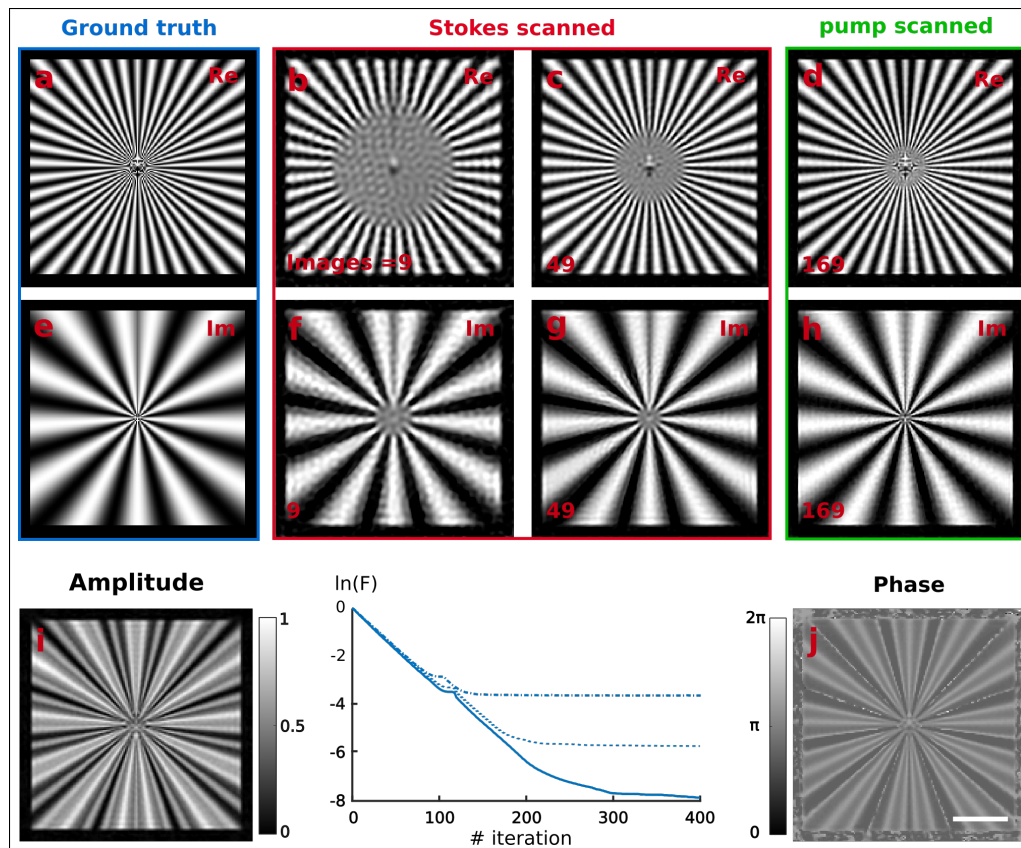 Ground truth
Stokes scanned
pump scanned
a
Re
b
Re
Images =9
c
49
d
Re
169
e
Im
f
Im
9
g
49
h
Im
169
Amplitude
ln(F)
Phase
i
1
0.5
0
0
-2
-4
-6
-8
0
100
200
300
400
# iteration
2π
π
0
j